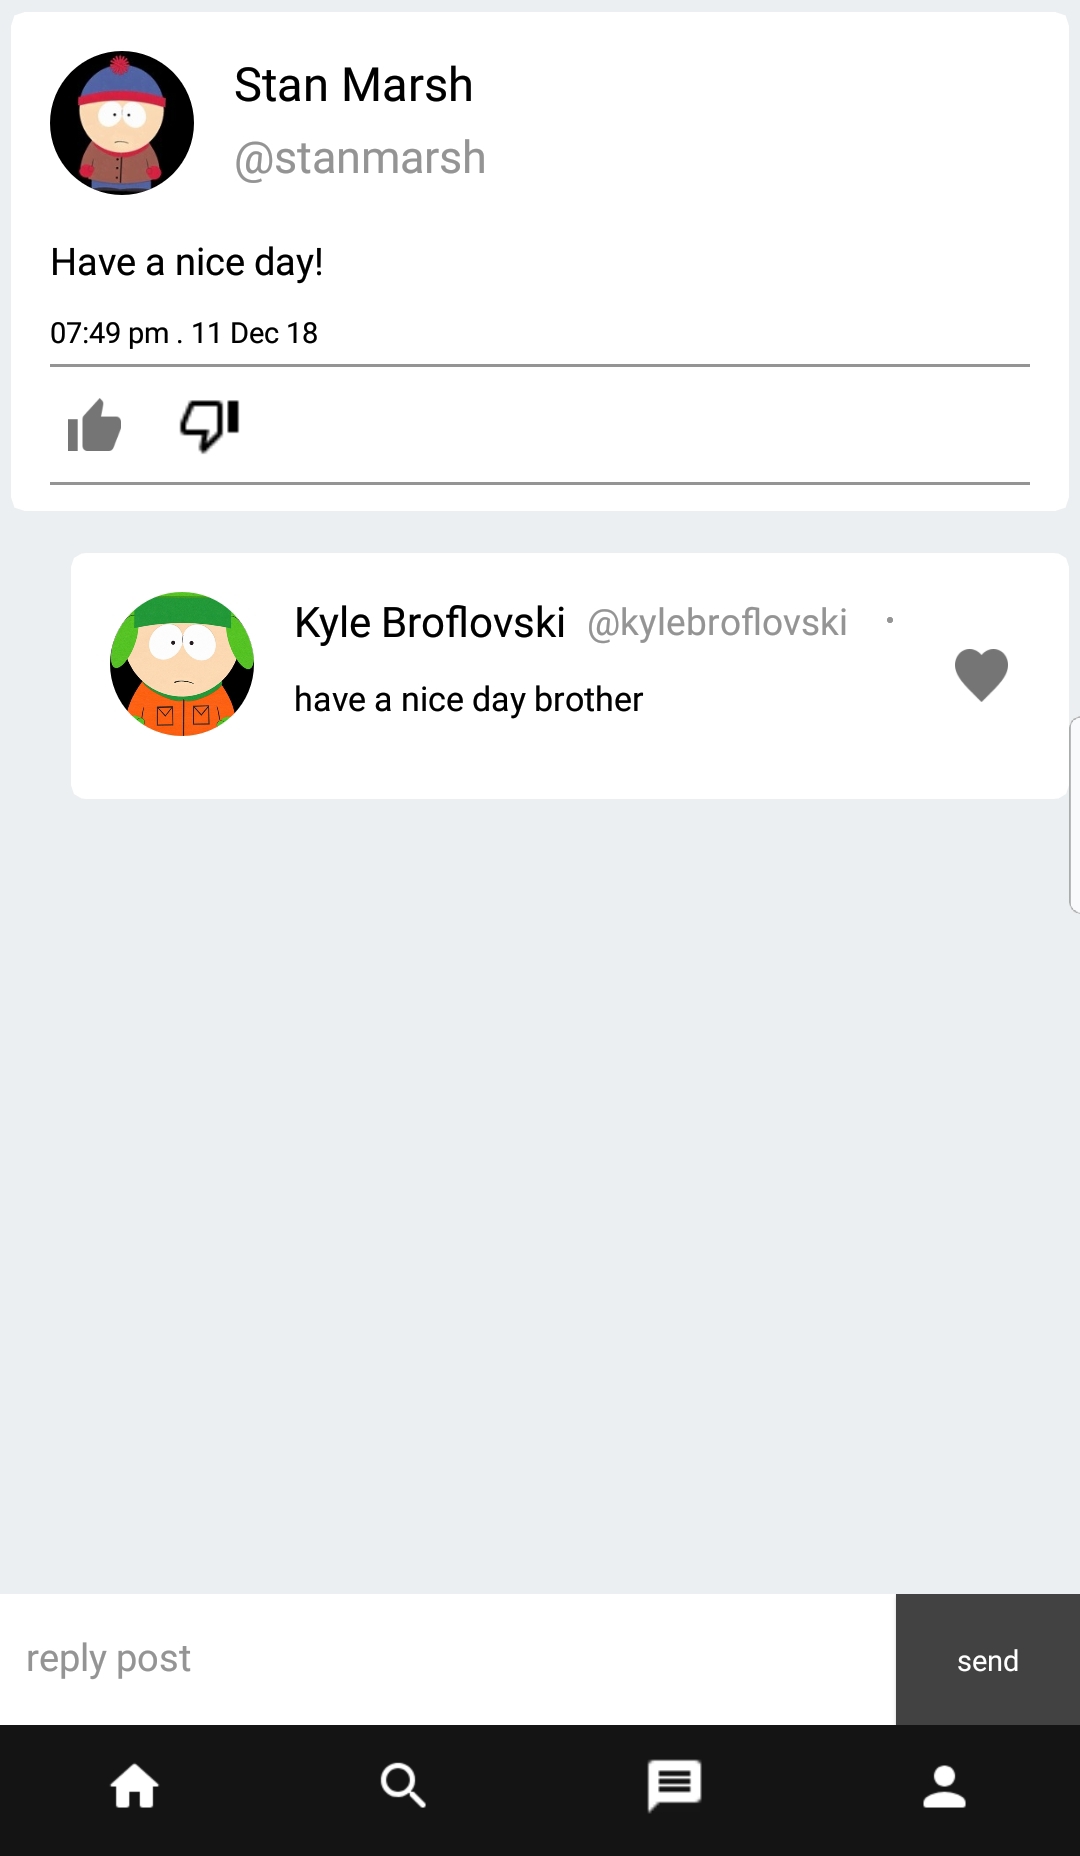 Stan Marsh
@stanmarsh
Have a nice day!
07:49 pm . 11 Dec 18
Kyle Broflovski @kylebroflovski ·
have a nice day brother
reply post
send